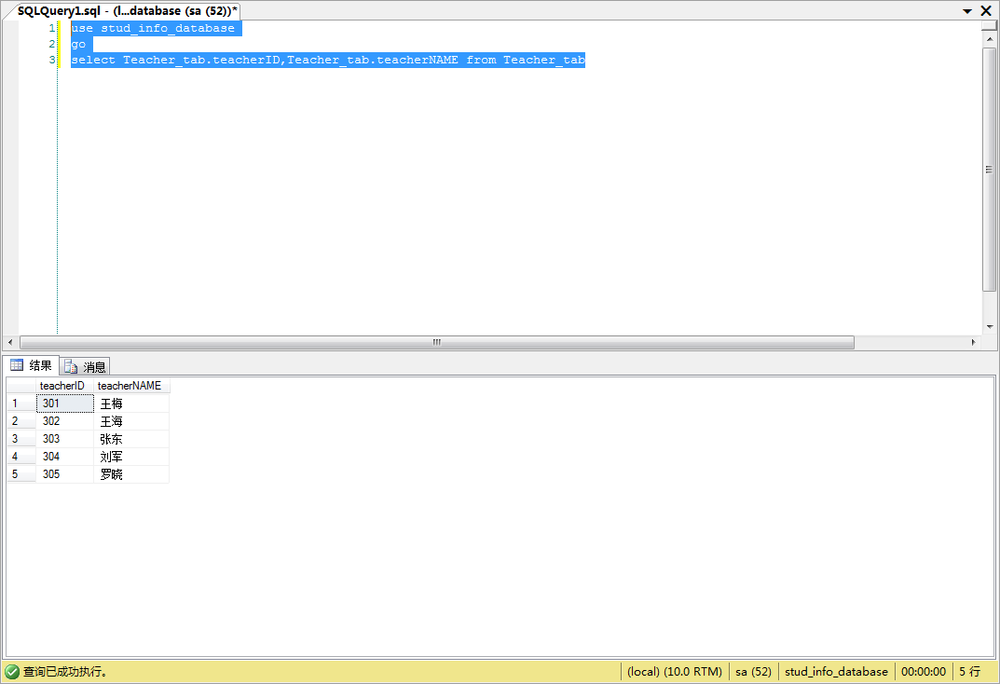 SQLQuery1.sql - (l...database (sa (52))*
1 use stud_info_database
2 go
3 select Teacher_tab.teacherID,Teacher_tab.teacherNAME from Teacher_tab
结果 消息
teacherID teacherNAME
1 301 王梅
2 302 王海
3 303 张东
4 304 刘军
5 305 罗晓
查询已成功执行。 (local) (10.0 RTM) sa (52) stud_info_database 00:00:00 5 行